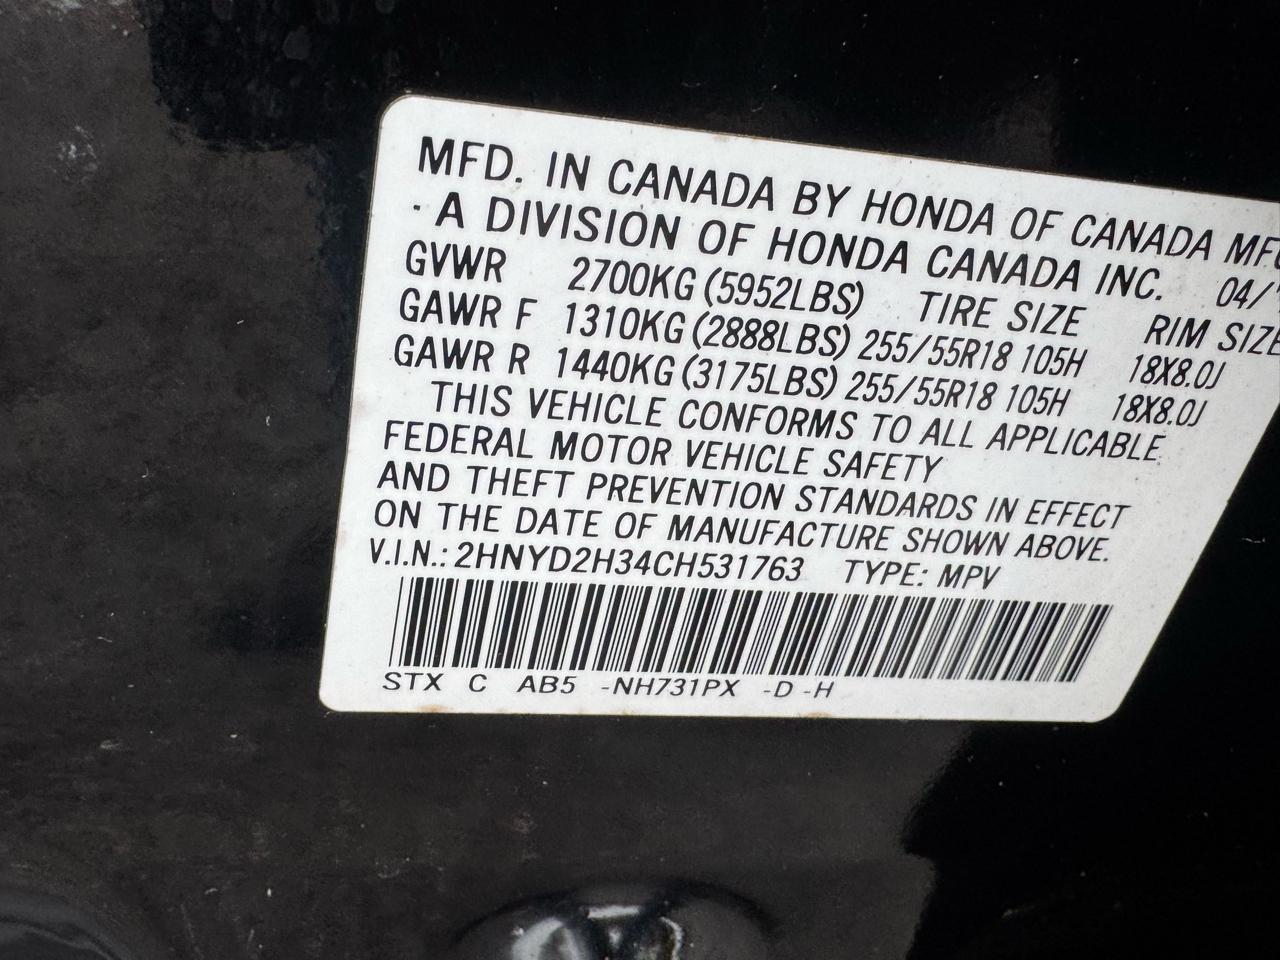 MFD. IN CANADA BY HONDA OF CANADA MFG
· A DIVISION OF HONDA CANADA INC. 04/
GVWR 2700KG (5952LBS) TIRE SIZE RIM SIZE
GAWR F 1310KG (2888LBS) 255/55R18 105H 18X8.0J
GAWR R 1440KG (3175LBS) 255/55R18 105H 18X8.0J
THIS VEHICLE CONFORMS TO ALL APPLICABLE
FEDERAL MOTOR VEHICLE SAFETY
AND THEFT PREVENTION STANDARDS IN EFFECT
ON THE DATE OF MANUFACTURE SHOWN ABOVE.
V.I.N.: 2HNYD2H34CH531763 TYPE: MPV
STX C AB5 -NH731PX -D -H